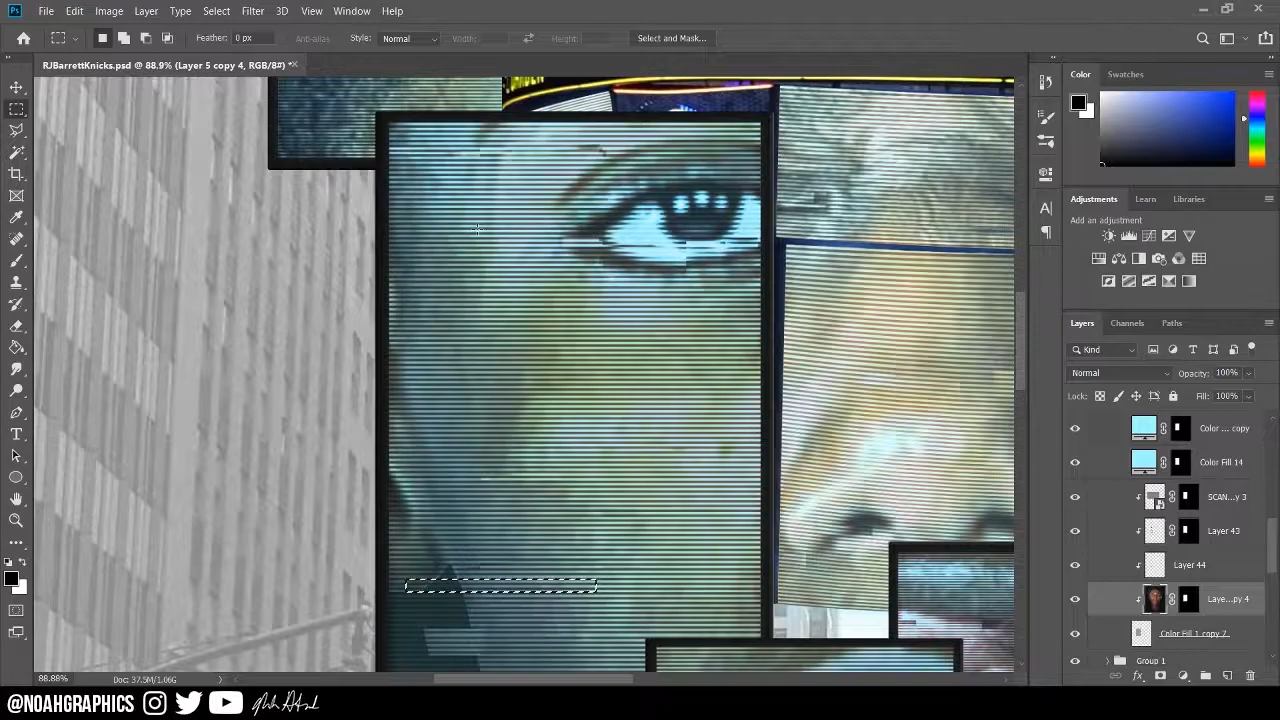 Ps File Edit Image Layer Type Select Filter 3D View Window Help
Feather: 0 px Anti-alias Style: Normal Width: Height: Select and Mask...
RJBarrettKnicks.psd @ 88.9% (Layer 5 copy 4, RGB/8#) *
Color Swatches
Adjustments Learn Libraries
Add an adjustment
Layers Channels Paths
Kind
Normal Opacity: 100%
Lock: Fill: 100%
Color ... copy
Color Fill 14
SCAN...y 3
Layer 43
Layer 44
Laye...py 4
Color Fill 1 copy 7
Group 1
88.88% Doc: 37.5M/1.06G
@NOAHGRAPHICS